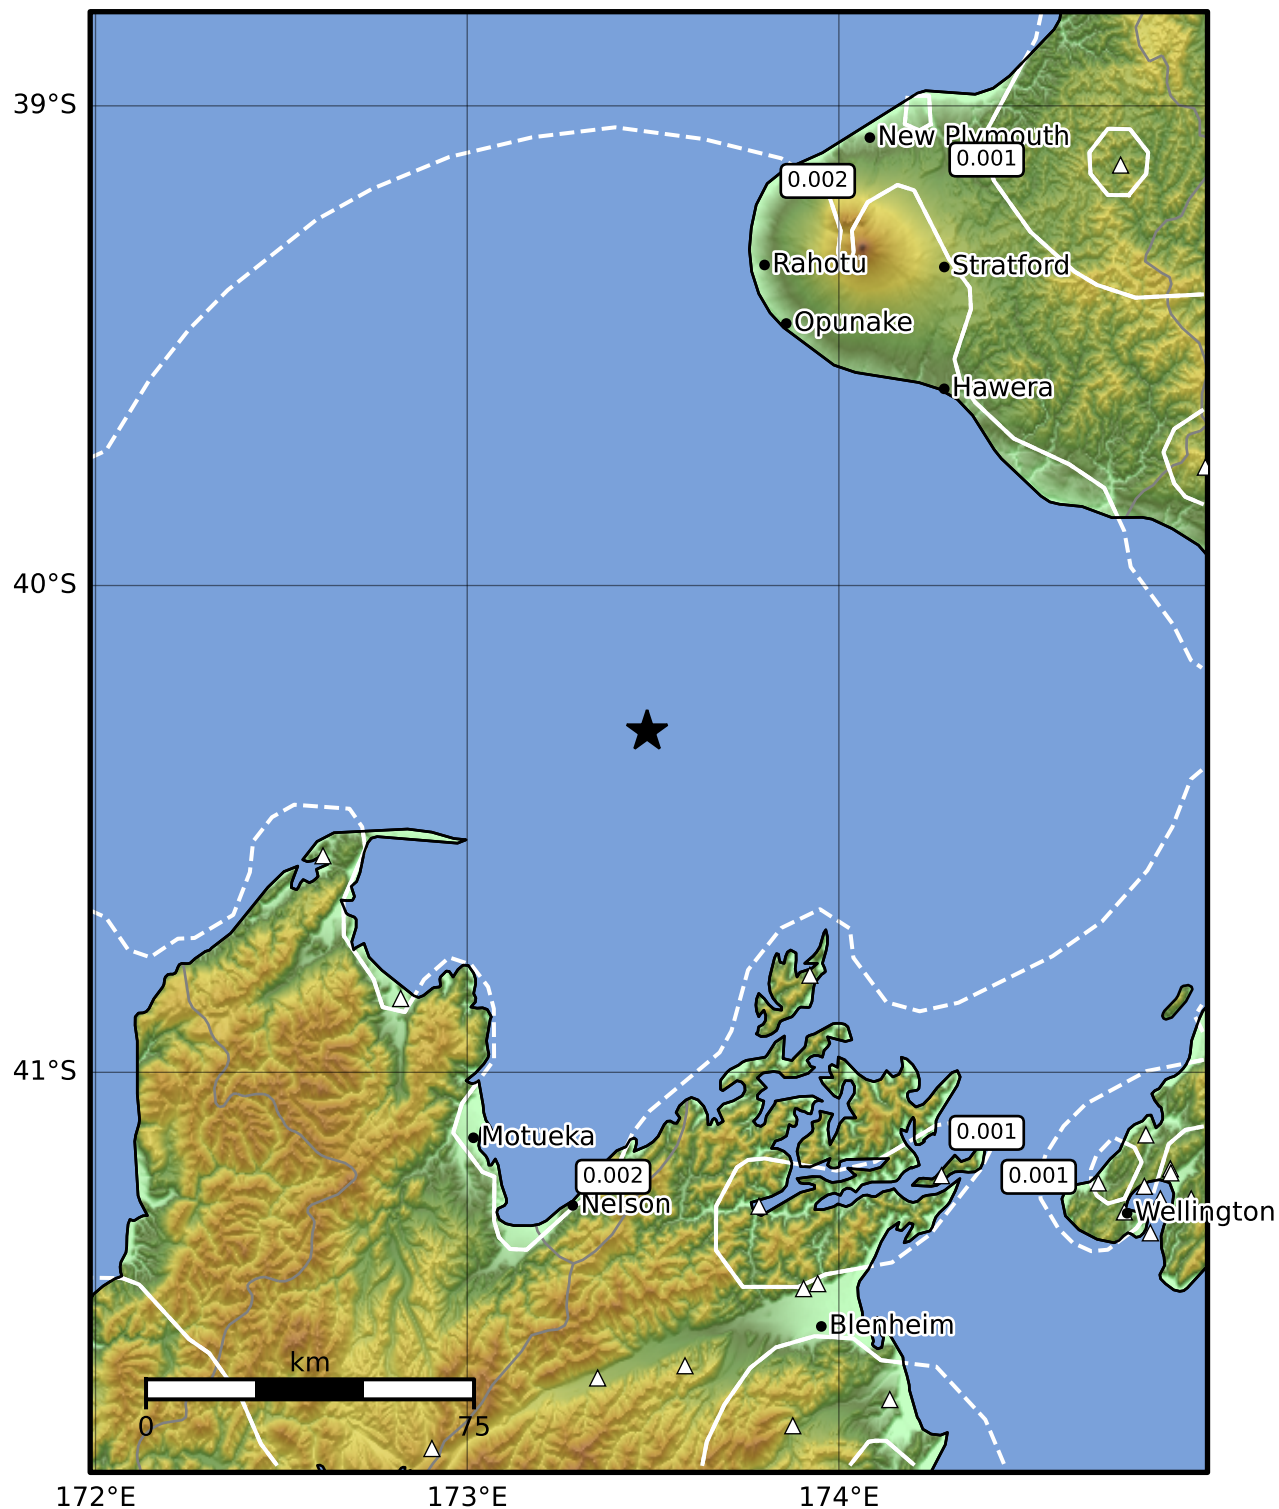 39°S
New Plymouth
0.001
0.002
Rahotu
Stratford
Opunake
Hawera
40°S
41°S
0.001
Motueka
0.002
0.001
Nelson
Wellington
Blenheim
km
0 75
172°E 173°E 174°E